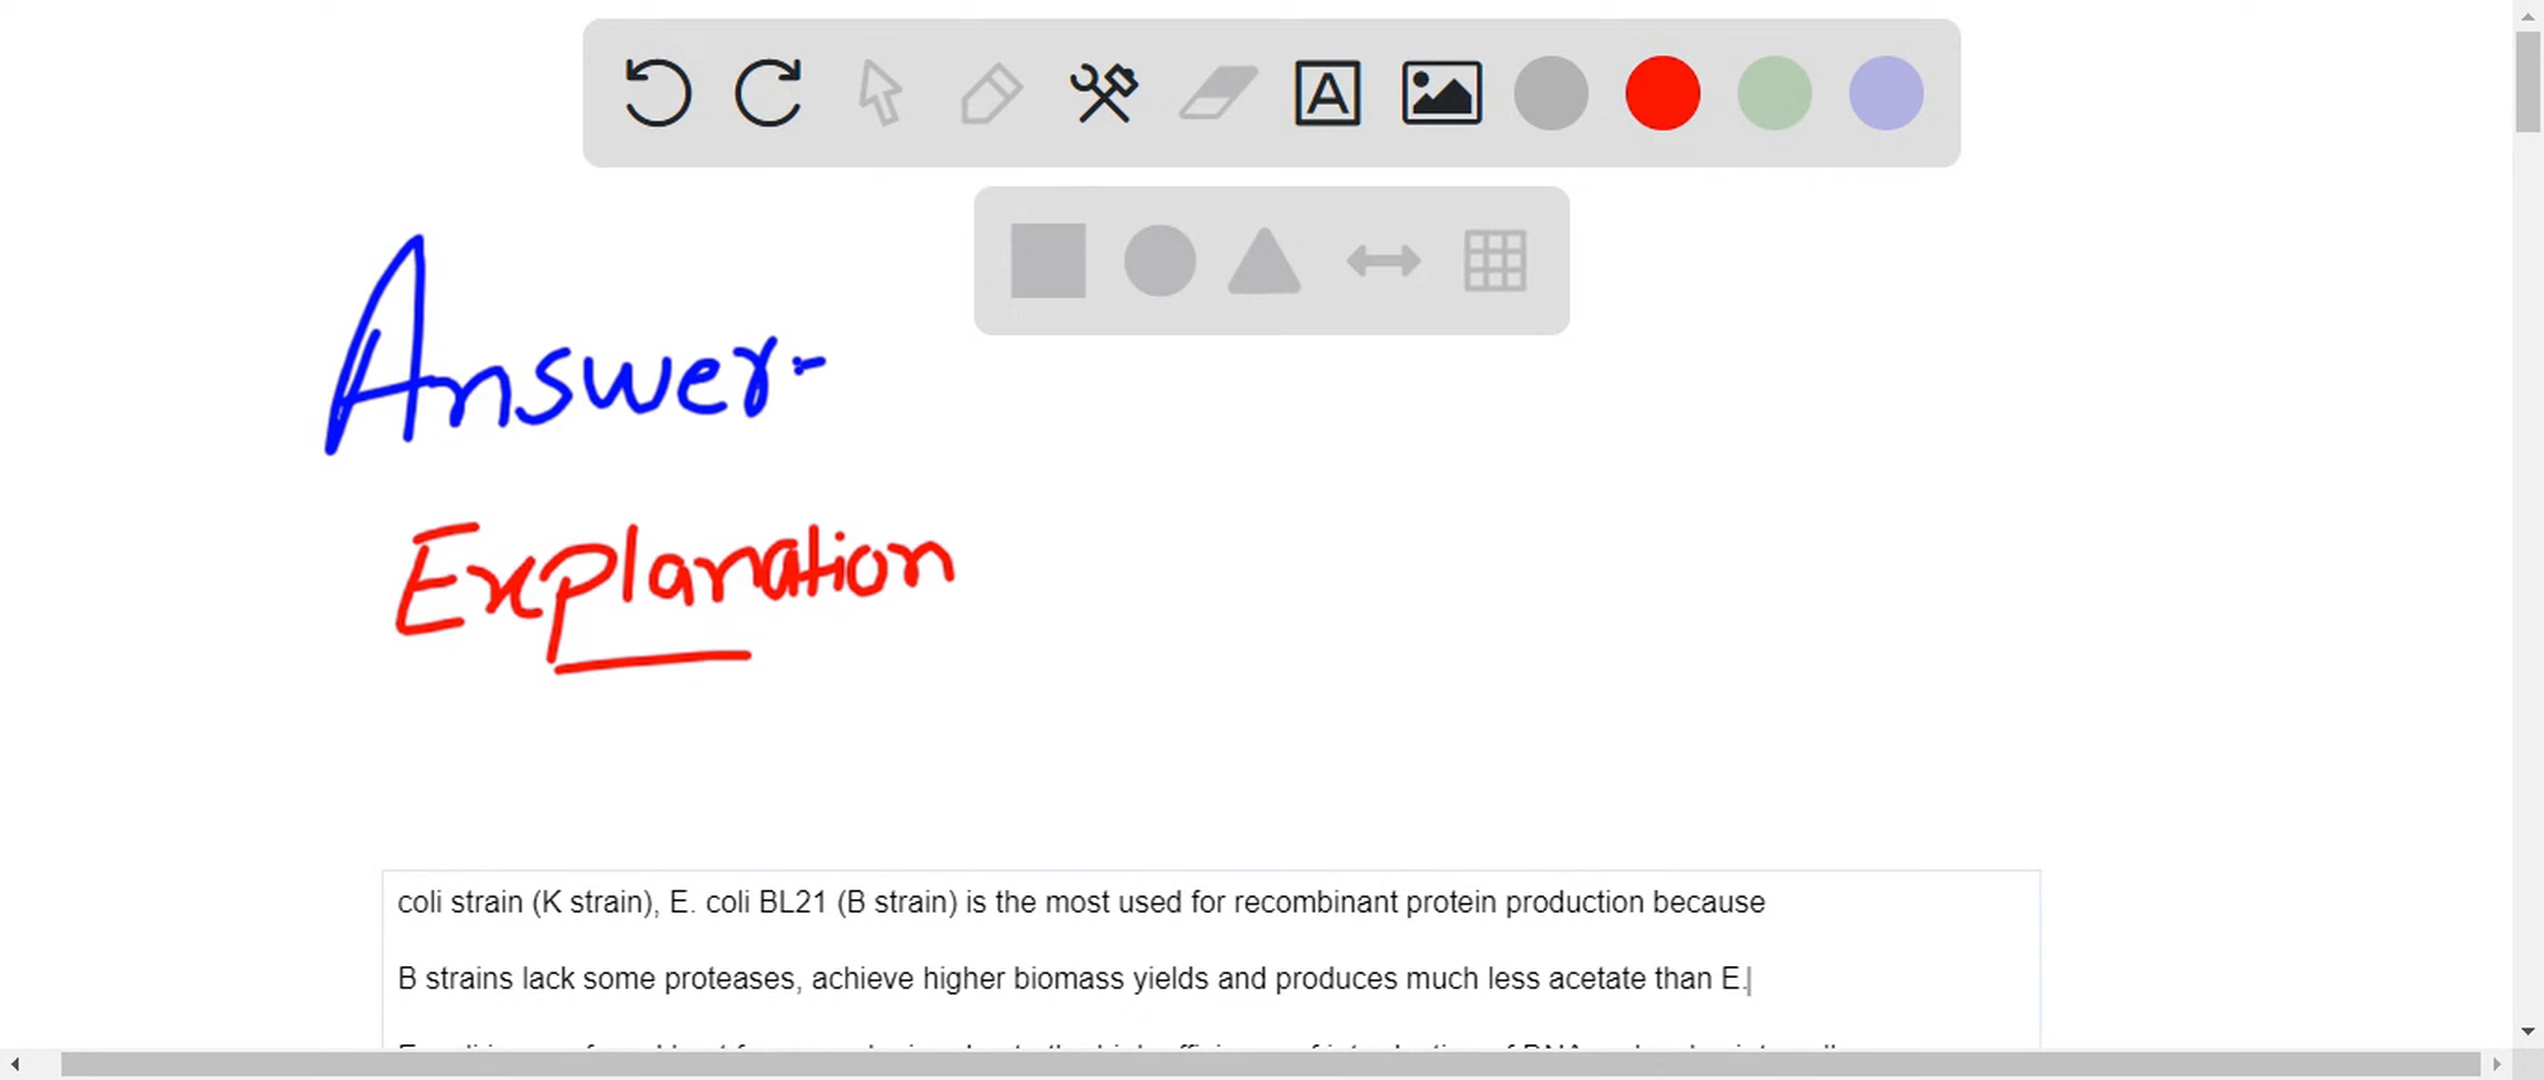 A
Answer:-
Explanation
coli strain (K strain), E. coli BL21 (B strain) is the most used for recombinant protein production because
B strains lack some proteases, achieve higher biomass yields and produces much less acetate than E.